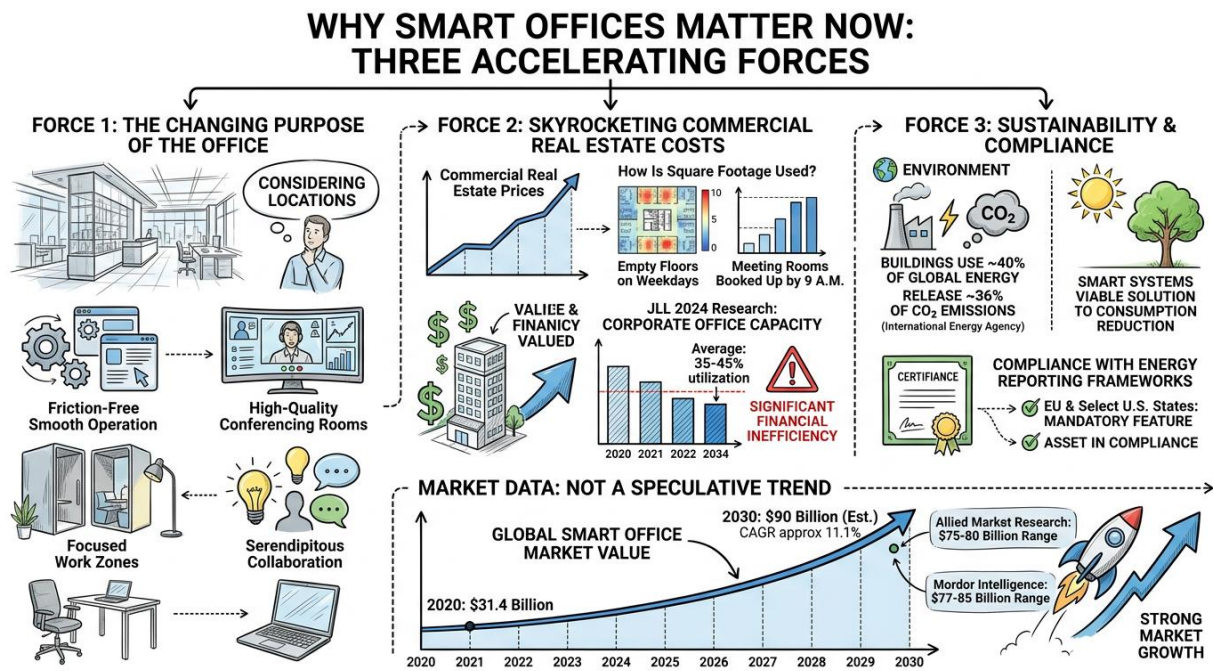 WHY SMART OFFICES MATTER NOW:
THREE ACCELERATING FORCES
FORCE 1: THE CHANGING PURPOSE
OF THE OFFICE
CONSIDERING
LOCATIONS
Friction-Free
Smooth Operation
High-Quality
Conferencing Rooms
Focused
Work Zones
Serendipitous
Collaboration
FORCE 2: SKYROCKETING COMMERCIAL
REAL ESTATE COSTS
Commercial Real
Estate Prices
How Is Square Footage Used?
10
5
0
Empty Floors
on Weekdays
Meeting Rooms
Booked Up by 9 A.M.
VALIƐ &
FINANICY
VALUED
JLL 2024 Research:
CORPORATE OFFICE CAPACITY
Average:
35-45%
utilization
SIGNIFICANT
FINANCIAL
INEFFICIENCY
2020 2021 2022 2034
FORCE 3: SUSTAINABILITY &
COMPLIANCE
ENVIRONMENT
CO₂
BUILDINGS USE ~40%
OF GLOBAL ENERGY
RELEASE ~36%
OF CO₂ EMISSIONS
(International Energy Agency)
SMART SYSTEMS
VIABLE SOLUTION
TO CONSUMPTION
REDUCTION
CERTIFIANCE
COMPLIANCE WITH ENERGY
REPORTING FRAMEWORKS
EU & Select U.S. States:
MANDATORY FEATURE
ASSET IN COMPLIANCE
MARKET DATA: NOT A SPECULATIVE TREND
GLOBAL SMART OFFICE
MARKET VALUE
2030: $90 Billion (Est.)
CAGR approx 11.1%
2020: $31.4 Billion
2020 2021 2022 2023 2024 2025 2026 2027 2028 2029 2030
Allied Market Research:
$75-80 Billion Range
Mordor Intelligence:
$77-85 Billion Range
STRONG
MARKET
GROWTH